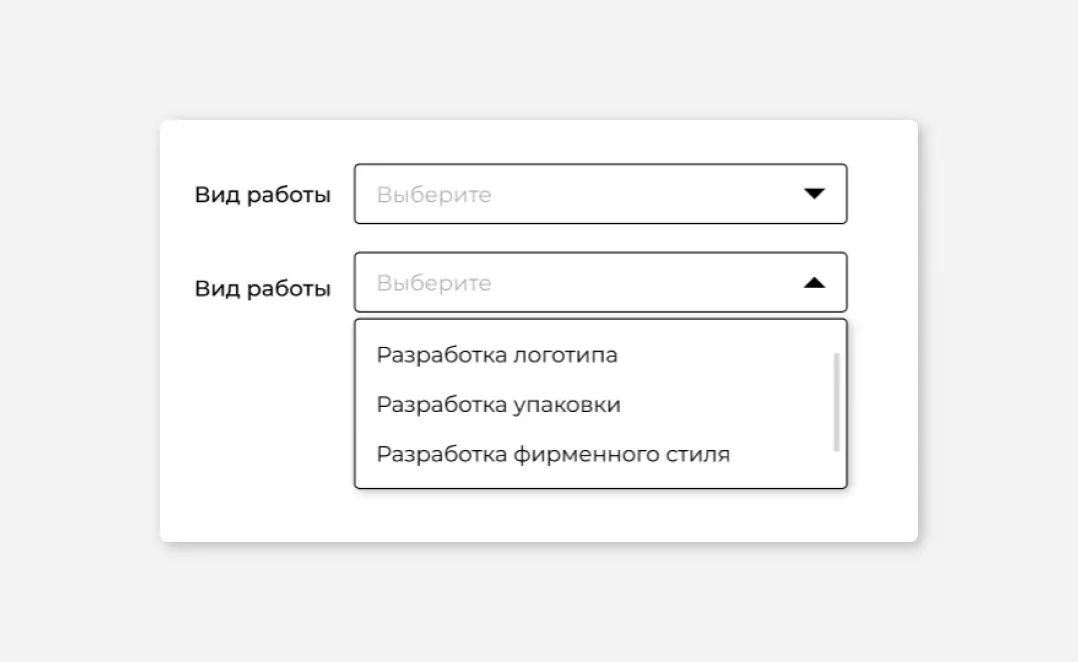 Вид работы Выберите
Вид работы Выберите
Разработка логотипа
Разработка упаковки
Разработка фирменного стиля